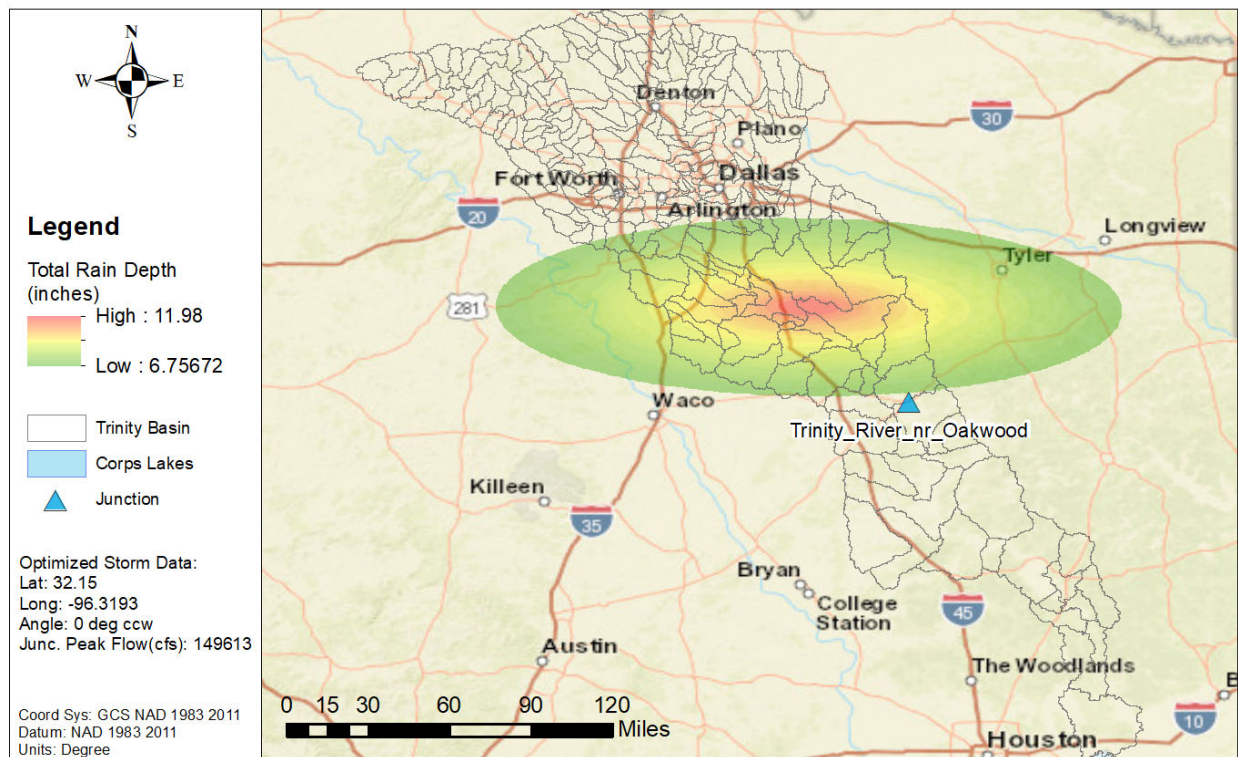 N
W
E
S
Legend
Total Rain Depth
(inches)
High : 11.98
Low : 6.75672
Trinity Basin
Corps Lakes
Junction
Optimized Storm Data:
Lat: 32.15
Long: -96.3193
Angle: 0 deg ccw
Junc. Peak Flow(cfs): 149613
Coord Sys: GCS NAD 1983 2011
Datum: NAD 1983 2011
Units: Degree
Denton
30
Plano
Dallas
Fort Worth
20
Arlington
Longview
Tyler
281
Waco
Trinity_River_nr_Oakwood
Killeen
35
Bryan
College
Station
45
Austin
The Woodlands
B
10
Houston
0 15 30 60 90 120
Miles